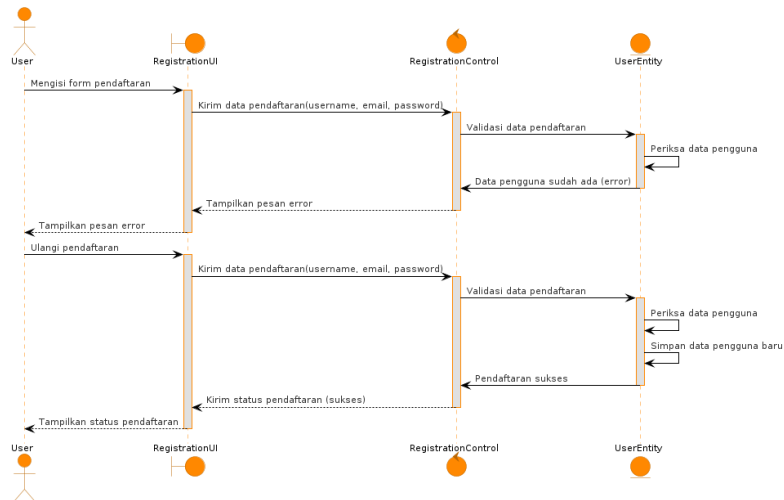 User
RegistrationUI
RegistrationControl
UserEntity
Mengisi form pendaftaran
Kirim data pendaftaran(username, email, password)
Validasi data pendaftaran
Periksa data pengguna
Data pengguna sudah ada (error)
Tampilkan pesan error
Tampilkan pesan error
Ulangi pendaftaran
Kirim data pendaftaran(username, email, password)
Validasi data pendaftaran
Periksa data pengguna
Simpan data pengguna baru
Pendaftaran sukses
Kirim status pendaftaran (sukses)
Tampilkan status pendaftaran
User
RegistrationUI
RegistrationControl
UserEntity